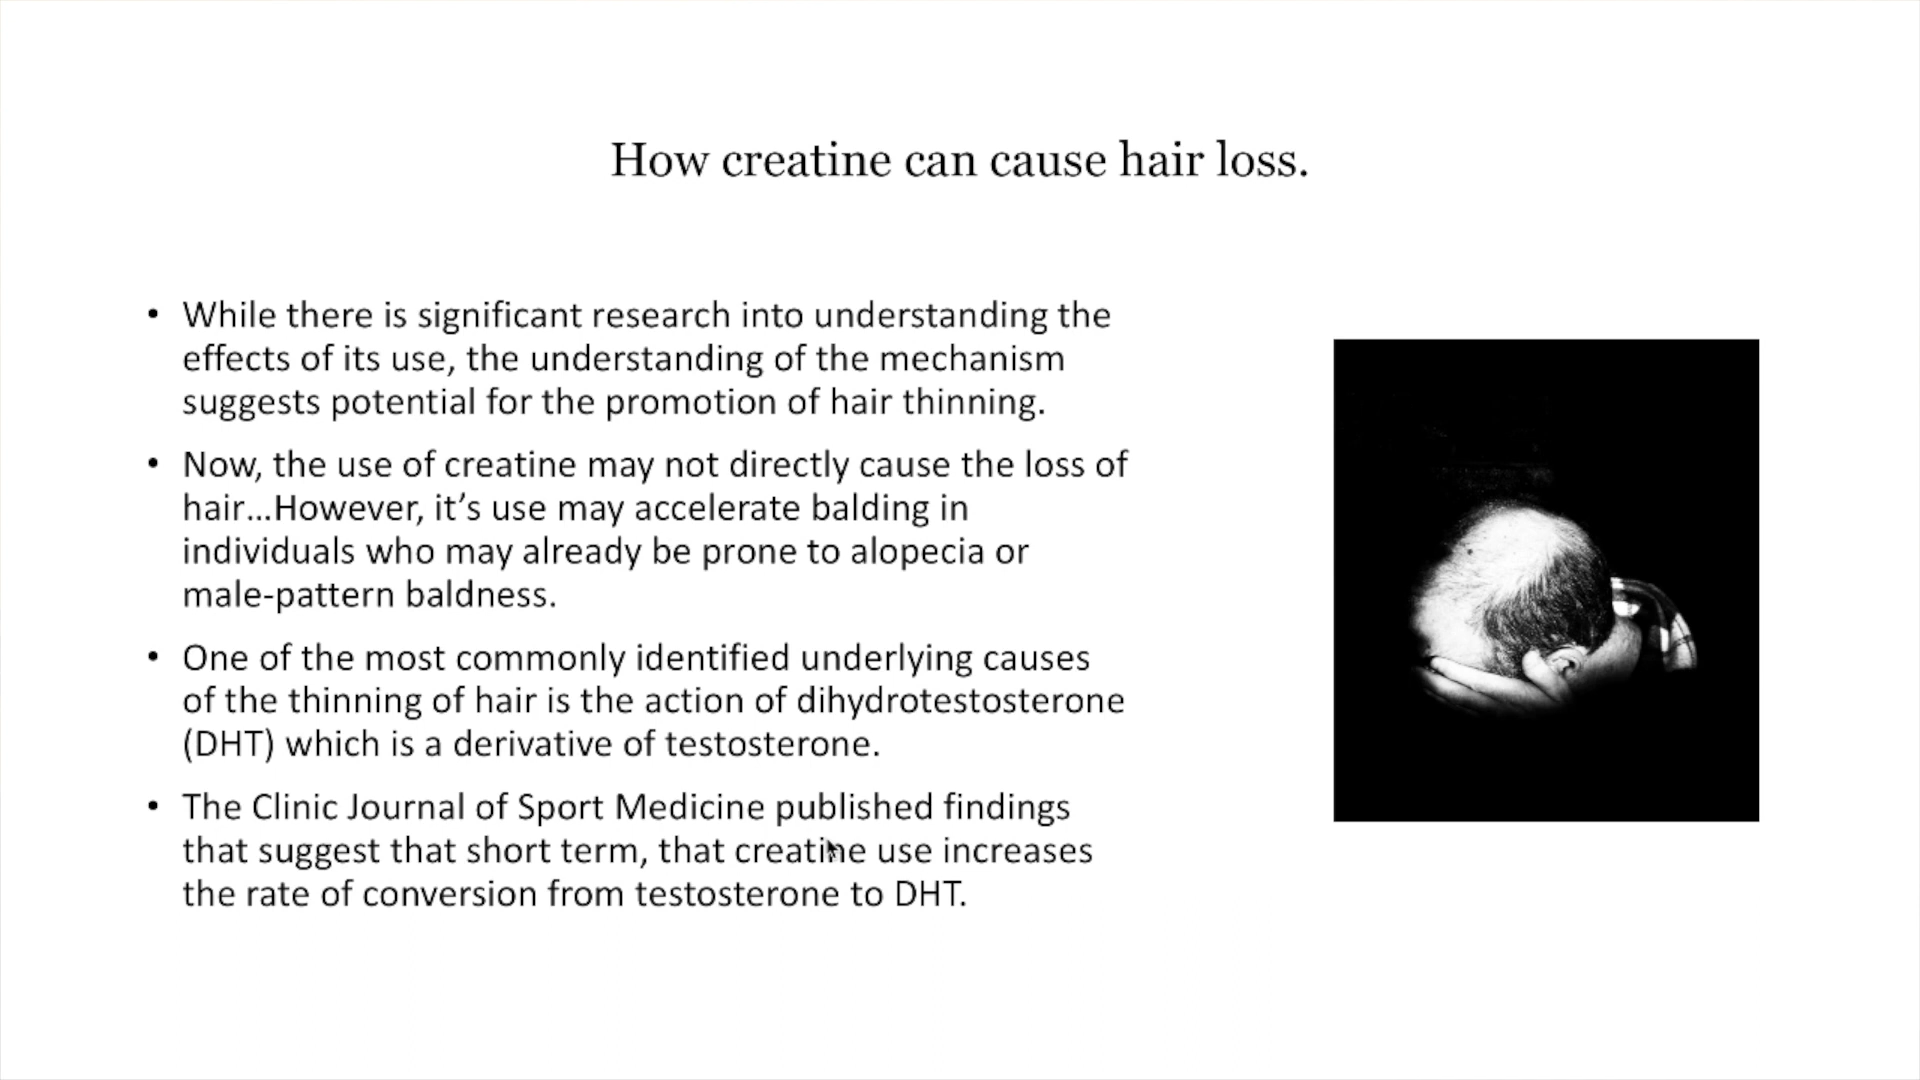 How creatine can cause hair loss.
• While there is significant research into understanding the
effects of its use, the understanding of the mechanism
suggests potential for the promotion of hair thinning.
• Now, the use of creatine may not directly cause the loss of
hair...However, it’s use may accelerate balding in
individuals who may already be prone to alopecia or
male-pattern baldness.
• One of the most commonly identified underlying causes
of the thinning of hair is the action of dihydrotestosterone
(DHT) which is a derivative of testosterone.
• The Clinic Journal of Sport Medicine published findings
that suggest that short term, that creatine use increases
the rate of conversion from testosterone to DHT.